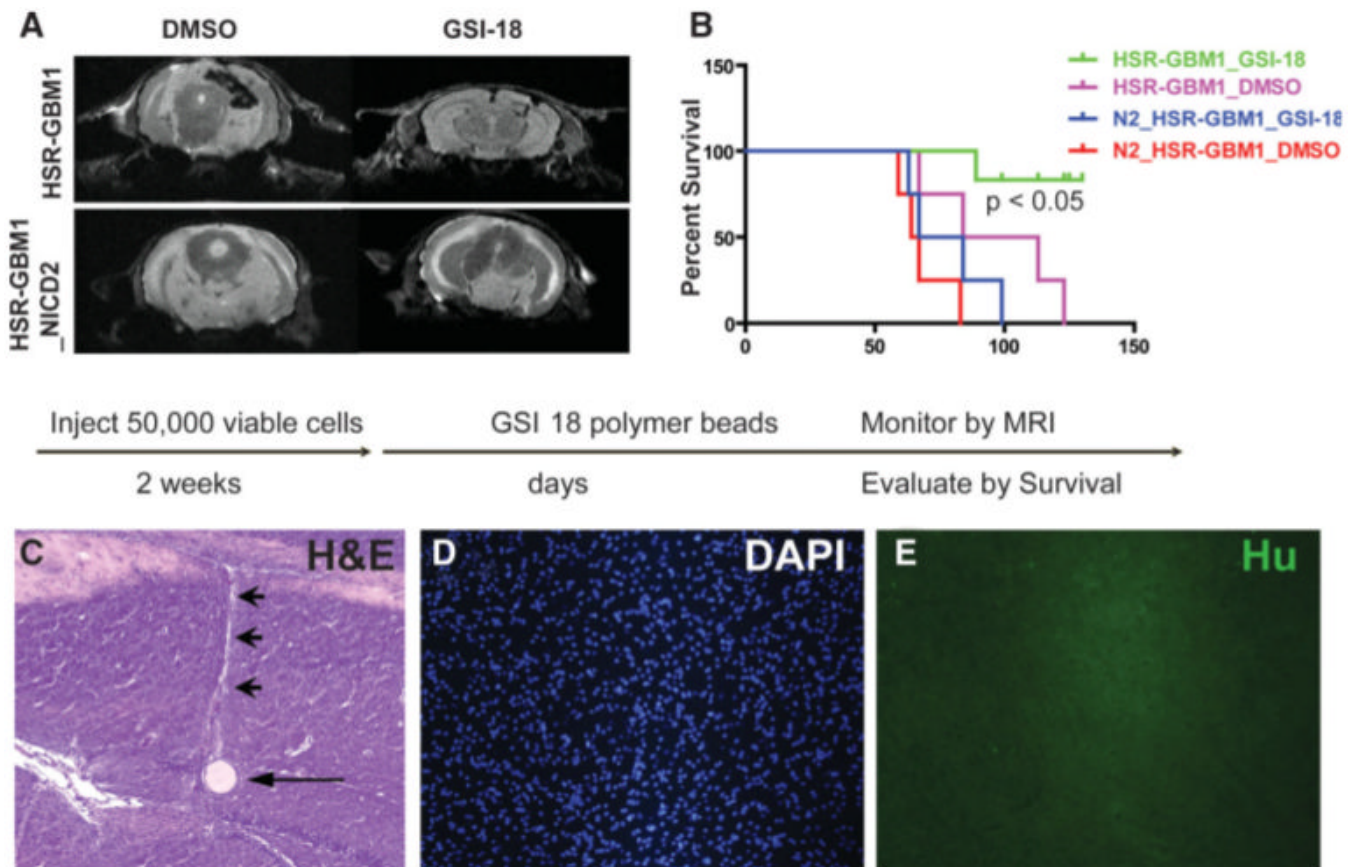 A
DMSO
GSI-18
HSR-GBM1
HSR-GBM1
_NICD2
B
150
100
50
0
Percent Survival
0
50
100
150
p < 0.05
HSR-GBM1_GSI-18
HSR-GBM1_DMSO
N2_HSR-GBM1_GSI-18
N2_HSR-GBM1_DMSO
Inject 50,000 viable cells
GSI 18 polymer beads
Monitor by MRI
2 weeks
days
Evaluate by Survival
C
H&E
D
DAPI
E
Hu